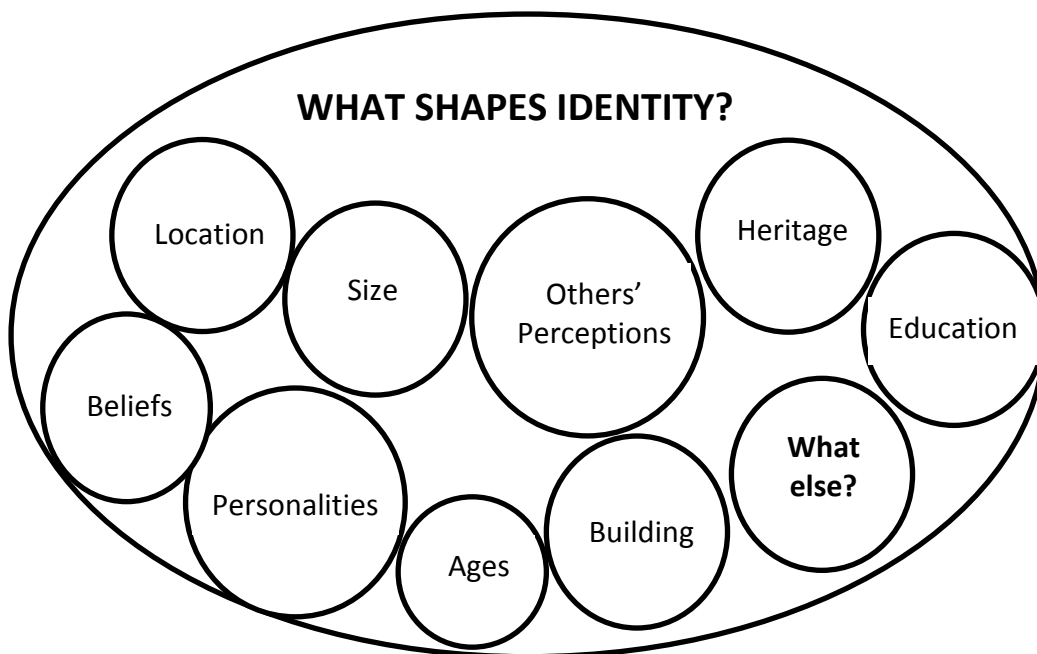 WHAT SHAPES IDENTITY?
Location
Size
Others’
Perceptions
Heritage
Education
Beliefs
Personalities
Ages
Building
What
else?